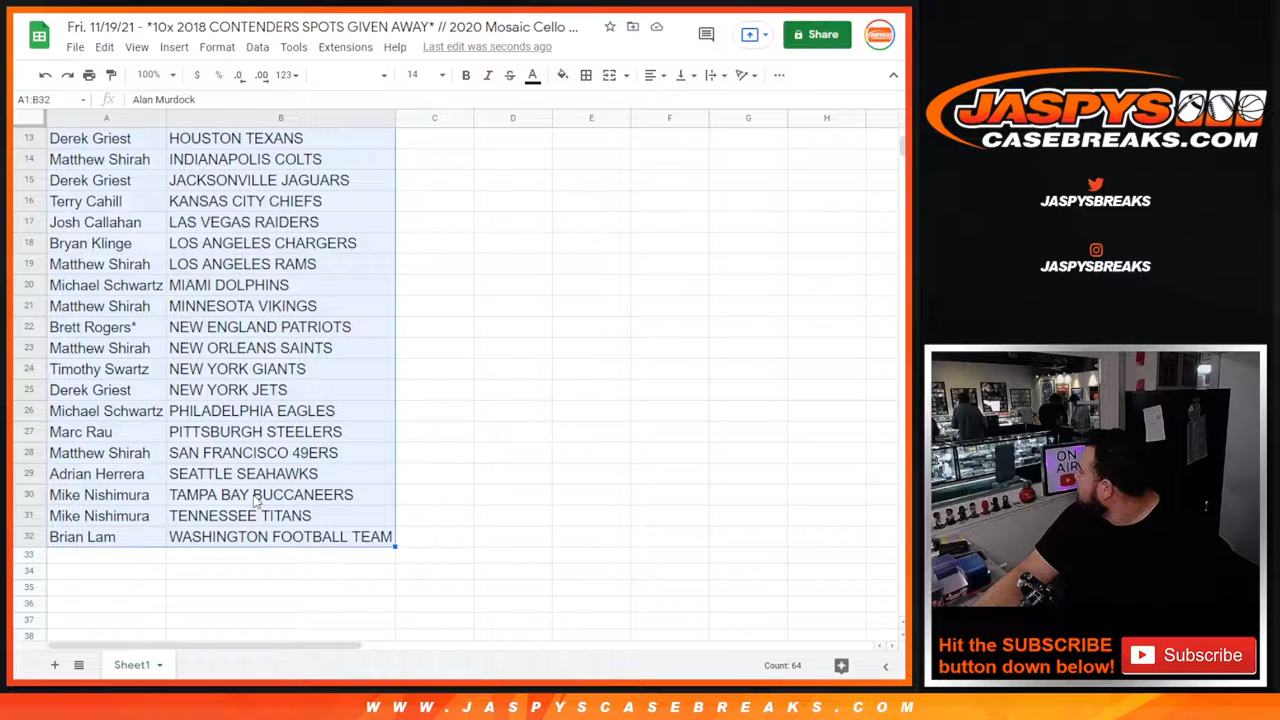 Fri. 11/19/21 - *10x 2018 CONTENDERS SPOTS GIVEN AWAY* // 2020 Mosaic Cello ...
File Edit View Insert Format Data Tools Extensions Help Last edit was seconds ago
Share
100% $ % .0 .00 123 14 B I S A
A1:B32 fx Alan Murdock
A B C D E F G H
13 Derek Griest HOUSTON TEXANS
14 Matthew Shirah INDIANAPOLIS COLTS
15 Derek Griest JACKSONVILLE JAGUARS
16 Terry Cahill KANSAS CITY CHIEFS
17 Josh Callahan LAS VEGAS RAIDERS
18 Bryan Klinge LOS ANGELES CHARGERS
19 Matthew Shirah LOS ANGELES RAMS
20 Michael Schwartz MIAMI DOLPHINS
21 Matthew Shirah MINNESOTA VIKINGS
22 Brett Rogers* NEW ENGLAND PATRIOTS
23 Matthew Shirah NEW ORLEANS SAINTS
24 Timothy Swartz NEW YORK GIANTS
25 Derek Griest NEW YORK JETS
26 Michael Schwartz PHILADELPHIA EAGLES
27 Marc Rau PITTSBURGH STEELERS
28 Matthew Shirah SAN FRANCISCO 49ERS
29 Adrian Herrera SEATTLE SEAHAWKS
30 Mike Nishimura TAMPA BAY BUCCANEERS
31 Mike Nishimura TENNESSEE TITANS
32 Brian Lam WASHINGTON FOOTBALL TEAM
33
34
35
36
37
38
Sheet1
Count: 64
JASPYS
CASEBREAKS.COM
JASPYSBREAKS
JASPYSBREAKS
ON
AIR
Hit the SUBSCRIBE
button down below!
Subscribe
WWW.JASPYSCASEBREAKS.COM